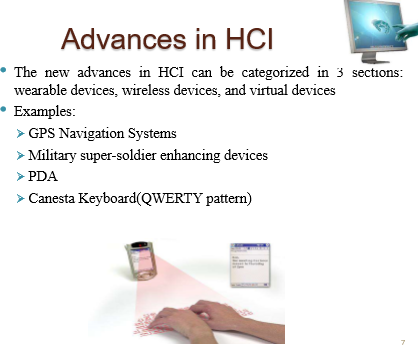 Advances in HCI
• The new advances in HCI can be categorized in 3 sections:
wearable devices, wireless devices, and virtual devices
• Examples:
➢ GPS Navigation Systems
➢ Military super-soldier enhancing devices
➢ PDA
➢ Canesta Keyboard(QWERTY pattern)
7